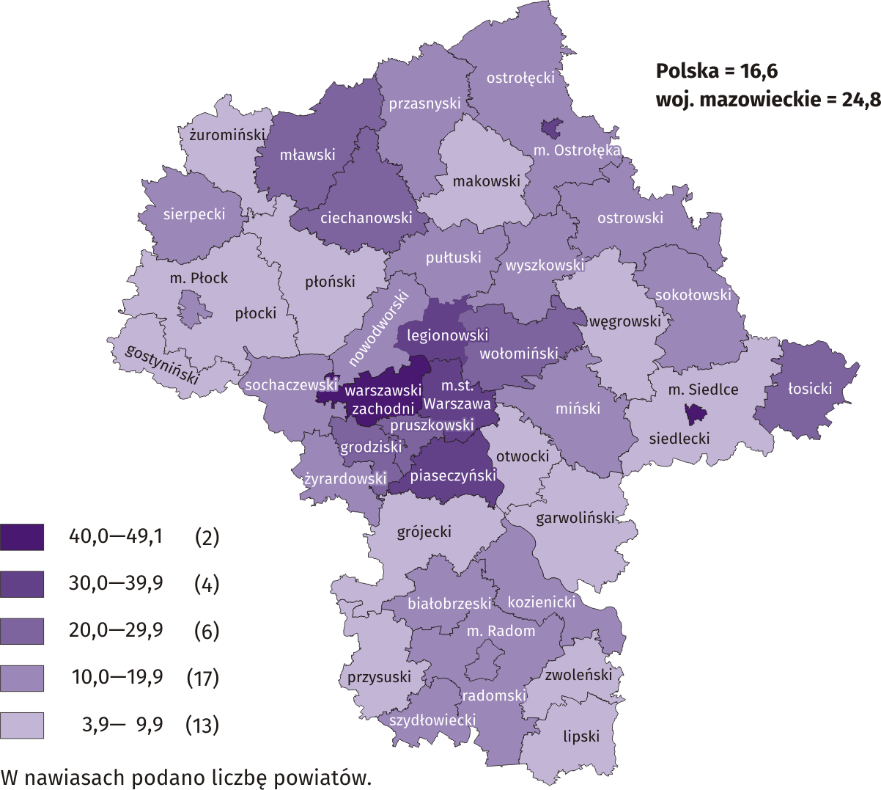 Polska = 16,6
woj. mazowieckie = 24,8
ostrołęcki
przasnyski
żuromiński
mławski
m. Ostrołęka
makowski
sierpecki
ciechanowski
ostrowski
pułtuski
wyszkowski
m. Płock
płoński
sokołowski
płocki
węgrowski
nowodworski
legionowski
wołomiński
gostyniński
sochaczewski
warszawski
zachodni
m.st.
Warszawa
m. Siedlce
łosicki
miński
pruszkowski
siedlecki
grodziski
otwocki
żyrardowski
piaseczyński
garwoliński
grójecki
białobrzeski
kozienicki
m. Radom
przysuski
zwoleński
radomski
szydłowiecki
lipski
40,0—49,1 (2)
30,0—39,9 (4)
20,0—29,9 (6)
10,0—19,9 (17)
3,9— 9,9 (13)
W nawiasach podano liczbę powiatów.